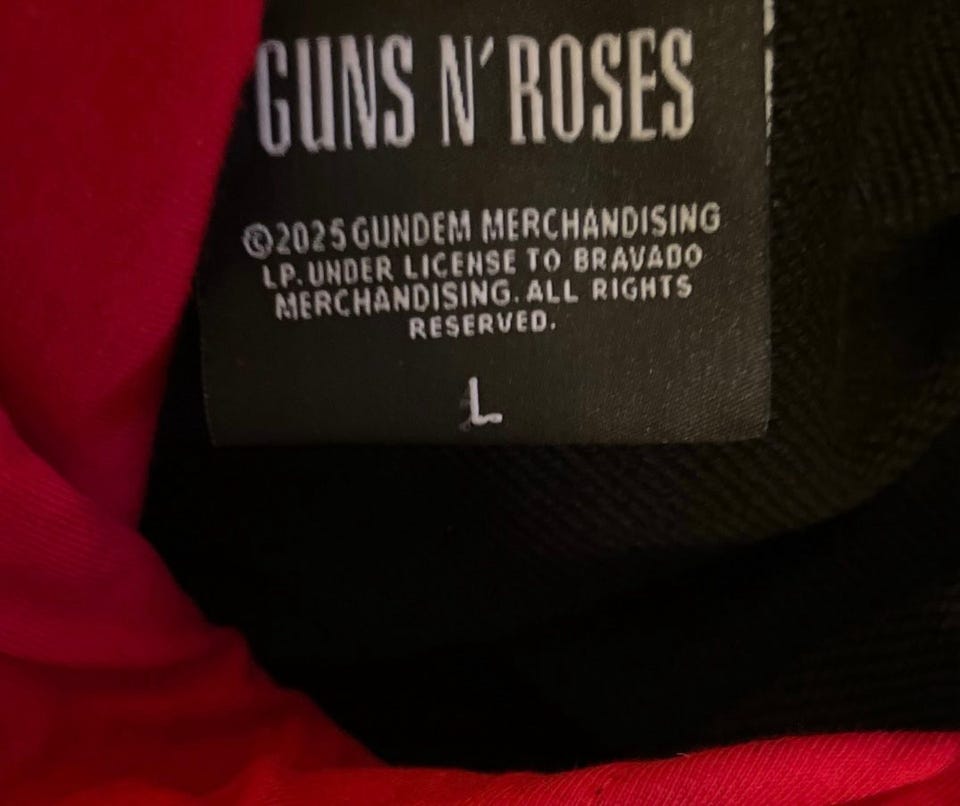 GUNS N' ROSES
©2025 GUNDEM MERCHANDISING
LP. UNDER LICENSE TO BRAVADO
MERCHANDISING. ALL RIGHTS
RESERVED.
L